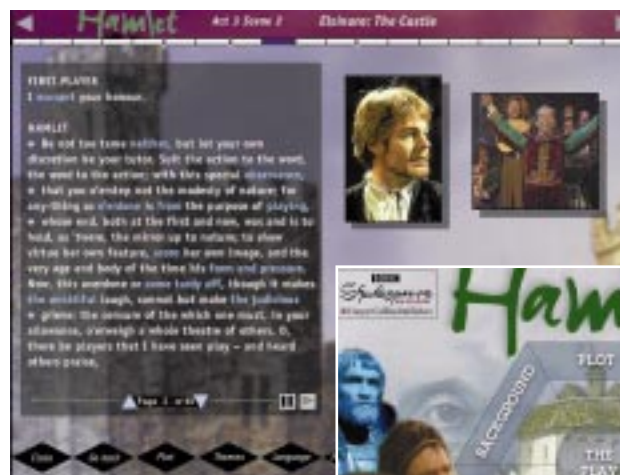 Hamlet Act 3 Scene 2 Elsinore: The Castle
FIRST PLAYER
I warrant your honour.
HAMLET
Be not too tame neither, but let your own
discretion be your tutor. Suit the action to the word,
the word to the action; with this special observance,
that you o'erstep not the modesty of nature; for
any-thing so o'erdone is from the purpose of playing,
whose end, both at the first and now, was and is to
hold, as 'twere, the mirror up to nature; to show
virtue her own feature, scorn her own image, and the
very age and body of the time his form and pressure.
Now, this overdone or come tardy off, though it makes
the unskilful laugh, cannot but make the judicious
grieve; the censure of the which one must, in your
allowance, o'erweigh a whole theatre of others. O,
there be players that I have seen play – and heard
others praise,
Page
Go back Plot Themes Language
BBC
Shakespeare
Ham
PLOT
BACKGROUND
THE
PLAY